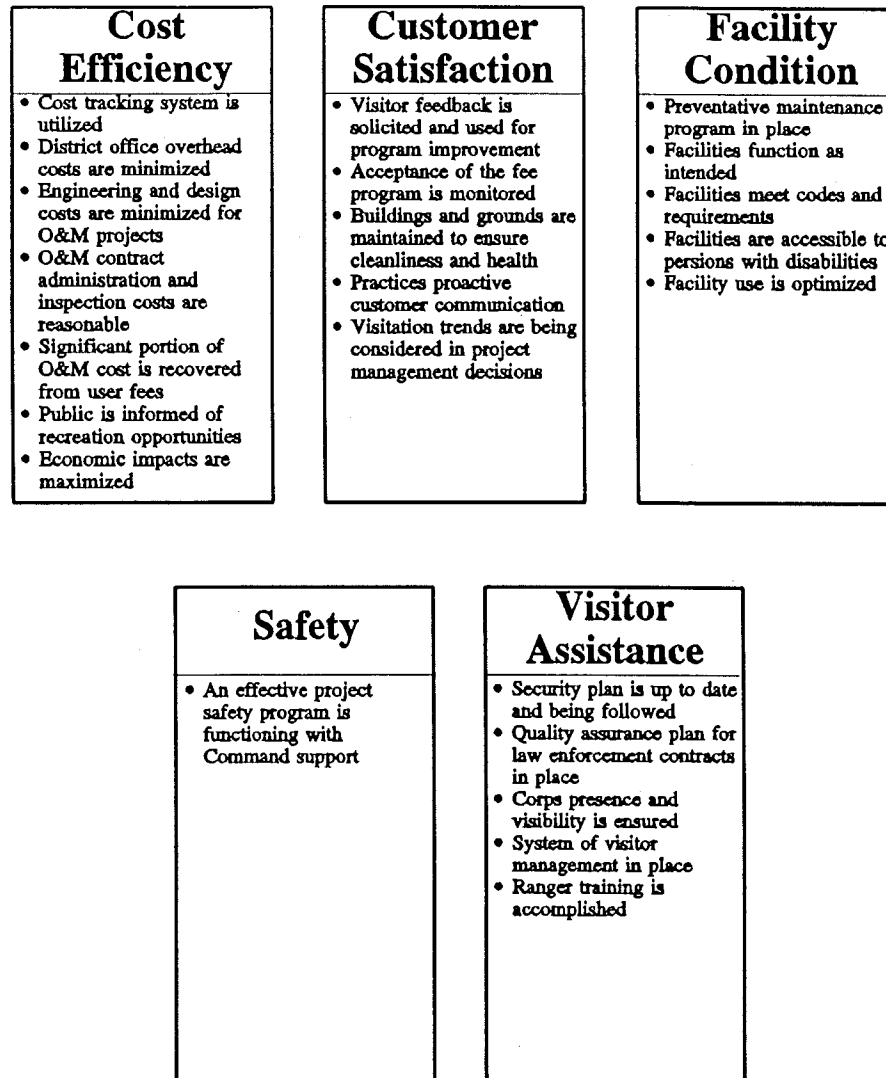 Cost
Efficiency
• Cost tracking system is
utilized
• District office overhead
costs are minimized
• Engineering and design
costs are minimized for
O&M projects
• O&M contract
administration and
inspection costs are
reasonable
• Significant portion of
O&M cost is recovered
from user fees
• Public is informed of
recreation opportunities
• Economic impacts are
maximized
Customer
Satisfaction
• Visitor feedback is
solicited and used for
program improvement
• Acceptance of the fee
program is monitored
• Buildings and grounds are
maintained to ensure
cleanliness and health
• Practices proactive
customer communication
• Visitation trends are being
considered in project
management decisions
Facility
Condition
• Preventative maintenance
program in place
• Facilities function as
intended
• Facilities meet codes and
requirements
• Facilities are accessible to
persions with disabilities
• Facility use is optimized
Safety
• An effective project
safety program is
functioning with
Command support
Visitor
Assistance
• Security plan is up to date
and being followed
• Quality assurance plan for
law enforcement contracts
in place
• Corps presence and
visibility is ensured
• System of visitor
management in place
• Ranger training is
accomplished